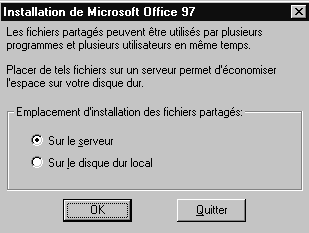 Installation de Microsoft Office 97
Les fichiers partagés peuvent être utilisés par plusieurs
programmes et plusieurs utilisateurs en même temps.
Placer de tels fichiers sur un serveur permet d'économiser
l'espace sur votre disque dur.
Emplacement d'installation des fichiers partagés:
Sur le serveur
Sur le disque dur local
OK
Quitter